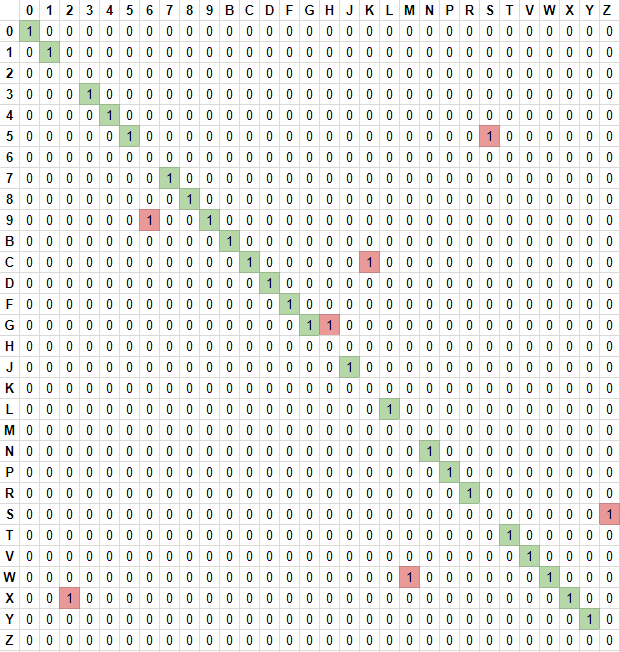 0 1 2 3 4 5 6 7 8 9 B C D F G H J K L M N P R S T V W X Y Z
0 1 0 0 0 0 0 0 0 0 0 0 0 0 0 0 0 0 0 0 0 0 0 0 0 0 0 0 0 0 0
1 0 1 0 0 0 0 0 0 0 0 0 0 0 0 0 0 0 0 0 0 0 0 0 0 0 0 0 0 0 0
2 0 0 0 0 0 0 0 0 0 0 0 0 0 0 0 0 0 0 0 0 0 0 0 0 0 0 0 0 0 0
3 0 0 0 1 0 0 0 0 0 0 0 0 0 0 0 0 0 0 0 0 0 0 0 0 0 0 0 0 0 0
4 0 0 0 0 1 0 0 0 0 0 0 0 0 0 0 0 0 0 0 0 0 0 0 0 0 0 0 0 0 0
5 0 0 0 0 0 1 0 0 0 0 0 0 0 0 0 0 0 0 0 0 0 0 0 1 0 0 0 0 0 0
6 0 0 0 0 0 0 0 0 0 0 0 0 0 0 0 0 0 0 0 0 0 0 0 0 0 0 0 0 0 0
7 0 0 0 0 0 0 0 1 0 0 0 0 0 0 0 0 0 0 0 0 0 0 0 0 0 0 0 0 0 0
8 0 0 0 0 0 0 0 0 1 0 0 0 0 0 0 0 0 0 0 0 0 0 0 0 0 0 0 0 0 0
9 0 0 0 0 0 0 1 0 0 1 0 0 0 0 0 0 0 0 0 0 0 0 0 0 0 0 0 0 0 0
B 0 0 0 0 0 0 0 0 0 0 1 0 0 0 0 0 0 0 0 0 0 0 0 0 0 0 0 0 0 0
C 0 0 0 0 0 0 0 0 0 0 0 1 0 0 0 0 0 1 0 0 0 0 0 0 0 0 0 0 0 0
D 0 0 0 0 0 0 0 0 0 0 0 0 1 0 0 0 0 0 0 0 0 0 0 0 0 0 0 0 0 0
F 0 0 0 0 0 0 0 0 0 0 0 0 0 1 0 0 0 0 0 0 0 0 0 0 0 0 0 0 0 0
G 0 0 0 0 0 0 0 0 0 0 0 0 0 0 1 1 0 0 0 0 0 0 0 0 0 0 0 0 0 0
H 0 0 0 0 0 0 0 0 0 0 0 0 0 0 0 0 0 0 0 0 0 0 0 0 0 0 0 0 0 0
J 0 0 0 0 0 0 0 0 0 0 0 0 0 0 0 0 1 0 0 0 0 0 0 0 0 0 0 0 0 0
K 0 0 0 0 0 0 0 0 0 0 0 0 0 0 0 0 0 0 0 0 0 0 0 0 0 0 0 0 0 0
L 0 0 0 0 0 0 0 0 0 0 0 0 0 0 0 0 0 0 1 0 0 0 0 0 0 0 0 0 0 0
M 0 0 0 0 0 0 0 0 0 0 0 0 0 0 0 0 0 0 0 0 0 0 0 0 0 0 0 0 0 0
N 0 0 0 0 0 0 0 0 0 0 0 0 0 0 0 0 0 0 0 0 1 0 0 0 0 0 0 0 0 0
P 0 0 0 0 0 0 0 0 0 0 0 0 0 0 0 0 0 0 0 0 0 1 0 0 0 0 0 0 0 0
R 0 0 0 0 0 0 0 0 0 0 0 0 0 0 0 0 0 0 0 0 0 0 1 0 0 0 0 0 0 0
S 0 0 0 0 0 0 0 0 0 0 0 0 0 0 0 0 0 0 0 0 0 0 0 0 0 0 0 0 0 1
T 0 0 0 0 0 0 0 0 0 0 0 0 0 0 0 0 0 0 0 0 0 0 0 0 1 0 0 0 0 0
V 0 0 0 0 0 0 0 0 0 0 0 0 0 0 0 0 0 0 0 0 0 0 0 0 0 1 0 0 0 0
W 0 0 0 0 0 0 0 0 0 0 0 0 0 0 0 0 0 0 0 1 0 0 0 0 0 0 1 0 0 0
X 0 0 1 0 0 0 0 0 0 0 0 0 0 0 0 0 0 0 0 0 0 0 0 0 0 0 0 1 0 0
Y 0 0 0 0 0 0 0 0 0 0 0 0 0 0 0 0 0 0 0 0 0 0 0 0 0 0 0 0 1 0
Z 0 0 0 0 0 0 0 0 0 0 0 0 0 0 0 0 0 0 0 0 0 0 0 0 0 0 0 0 0 0